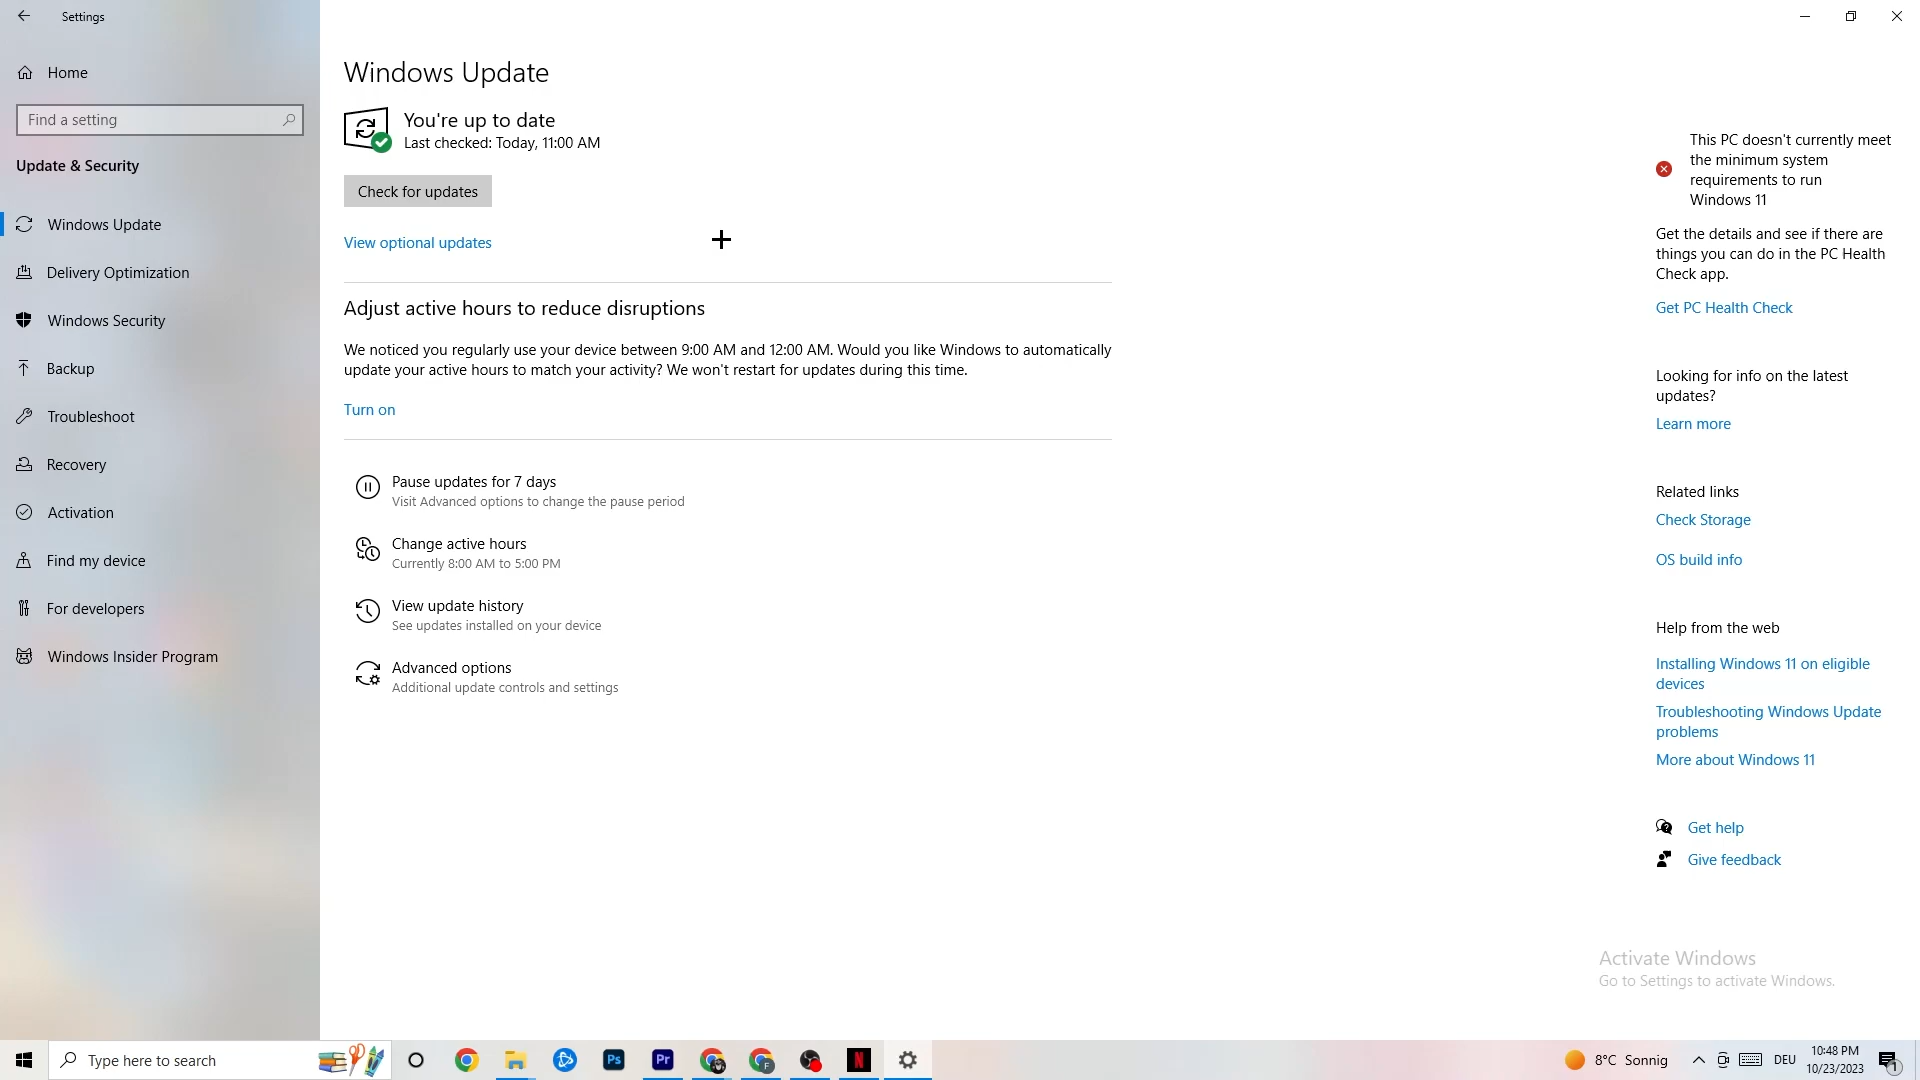 Settings
Home
Find a setting
Update & Security
Windows Update
Delivery Optimization
Windows Security
Backup
Troubleshoot
Recovery
Activation
Find my device
For developers
Windows Insider Program
Windows Update
You're up to date
Last checked: Today, 11:00 AM
Check for updates
View optional updates
Adjust active hours to reduce disruptions
We noticed you regularly use your device between 9:00 AM and 12:00 AM. Would you like Windows to automatically
update your active hours to match your activity? We won't restart for updates during this time.
Turn on
Pause updates for 7 days
Visit Advanced options to change the pause period
Change active hours
Currently 8:00 AM to 5:00 PM
View update history
See updates installed on your device
Advanced options
Additional update controls and settings
This PC doesn't currently meet
the minimum system
requirements to run
Windows 11
Get the details and see if there are
things you can do in the PC Health
Check app.
Get PC Health Check
Looking for info on the latest
updates?
Learn more
Related links
Check Storage
OS build info
Help from the web
Installing Windows 11 on eligible
devices
Troubleshooting Windows Update
problems
More about Windows 11
Get help
Give feedback
Activate Windows
Go to Settings to activate Windows.
Type here to search
Ps
Pr
F
N
8°C Sonnig
DEU
10:48 PM
10/23/2023
1